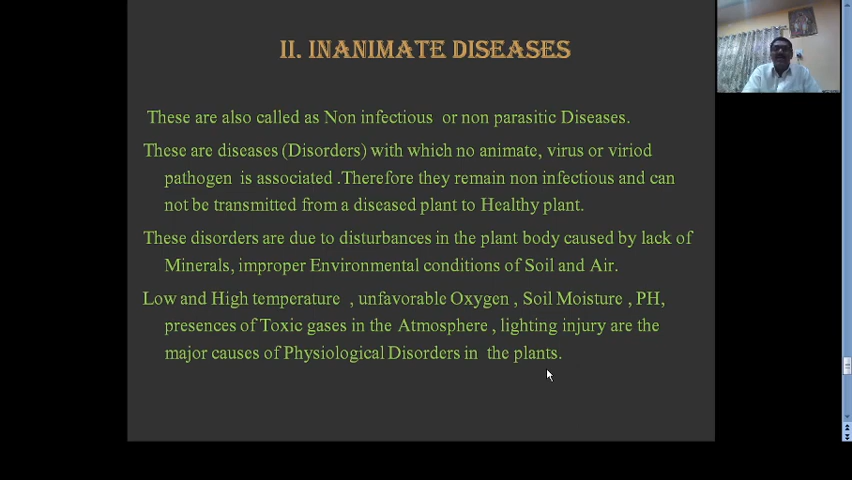 II. INANIMATE DISEASES
These are also called as Non infectious or non parasitic Diseases.
These are diseases (Disorders) with which no animate, virus or viriod
pathogen is associated .Therefore they remain non infectious and can
not be transmitted from a diseased plant to Healthy plant.
These disorders are due to disturbances in the plant body caused by lack of
Minerals, improper Environmental conditions of Soil and Air.
Low and High temperature , unfavorable Oxygen , Soil Moisture , PH,
presences of Toxic gases in the Atmosphere , lighting injury are the
major causes of Physiological Disorders in the plants.